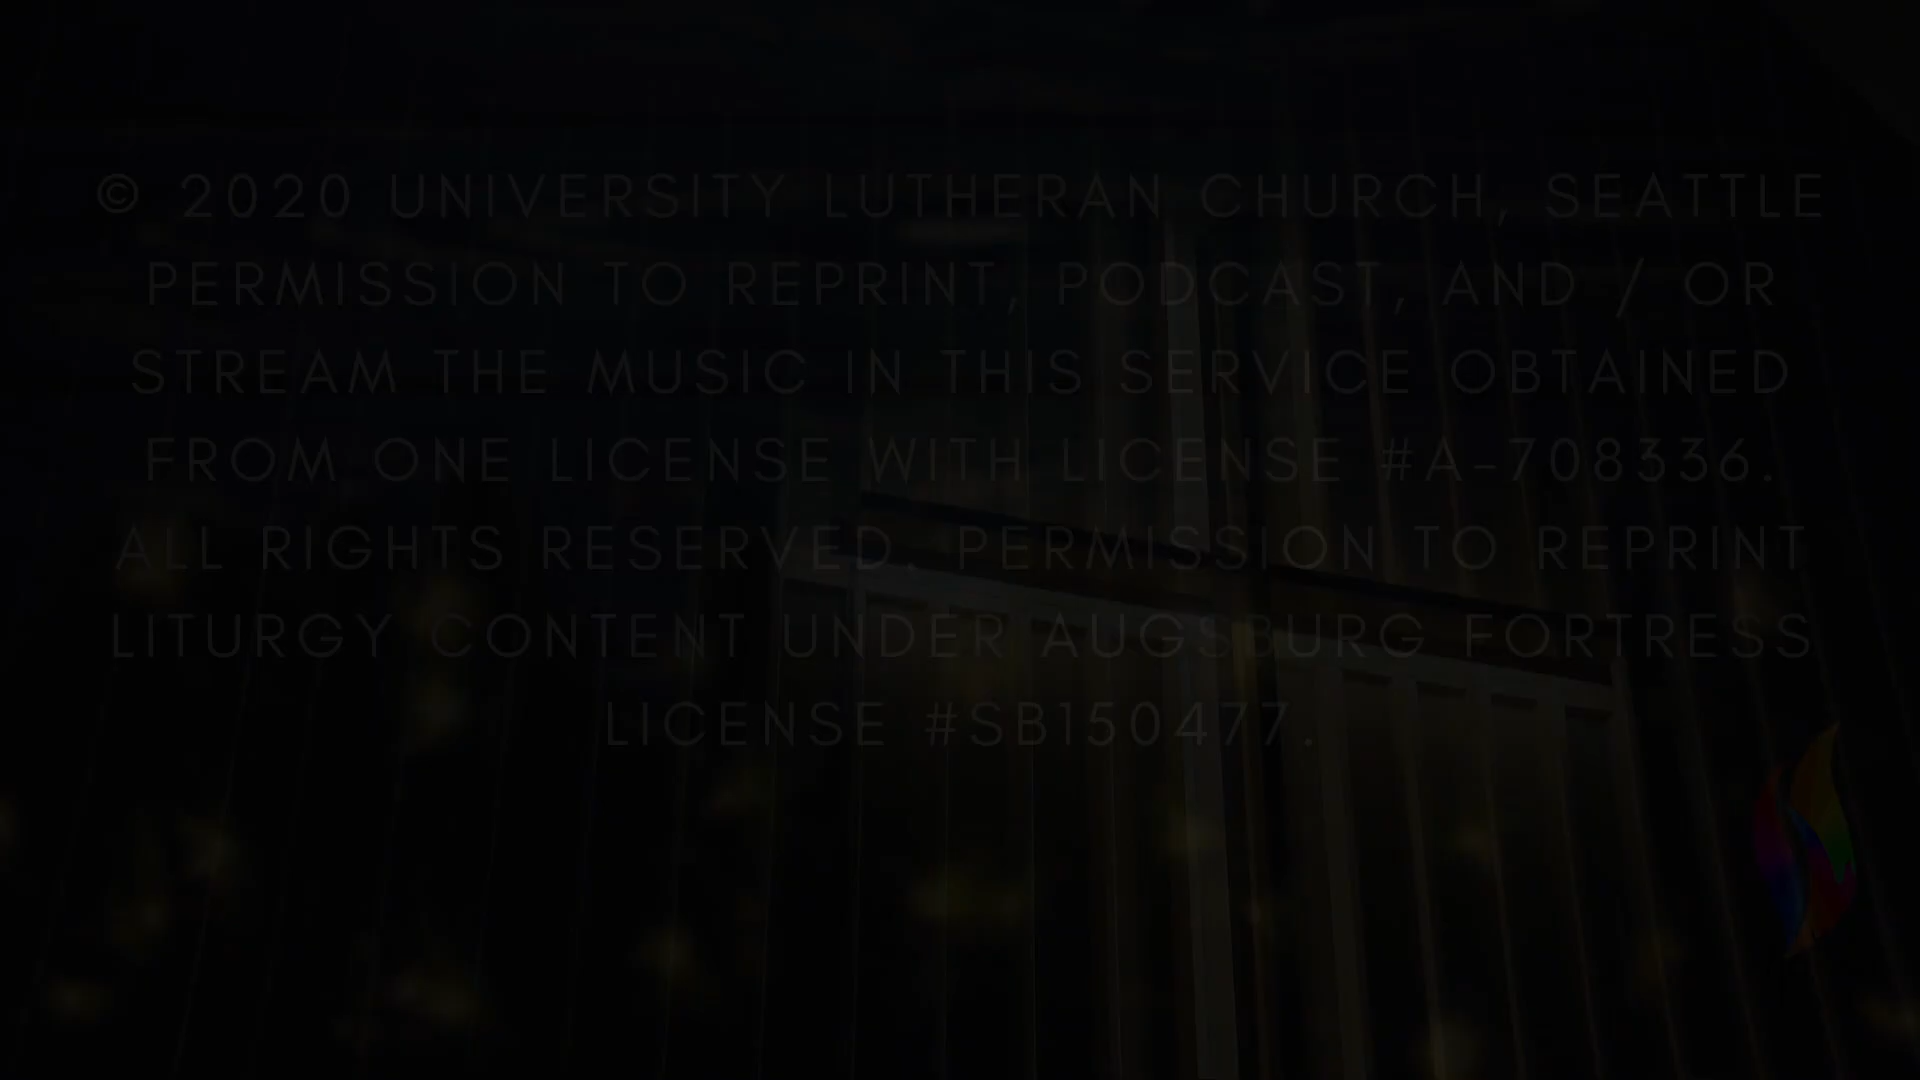 © 2020 UNIVERSITY LUTHERAN CHURCH, SEATTLE
PERMISSION TO REPRINT, PODCAST, AND / OR
STREAM THE MUSIC IN THIS SERVICE OBTAINED
FROM ONE LICENSE WITH LICENSE #A-708336.
ALL RIGHTS RESERVED. PERMISSION TO REPRINT
LITURGY CONTENT UNDER AUGSBURG FORTRESS
LICENSE #SB150477.